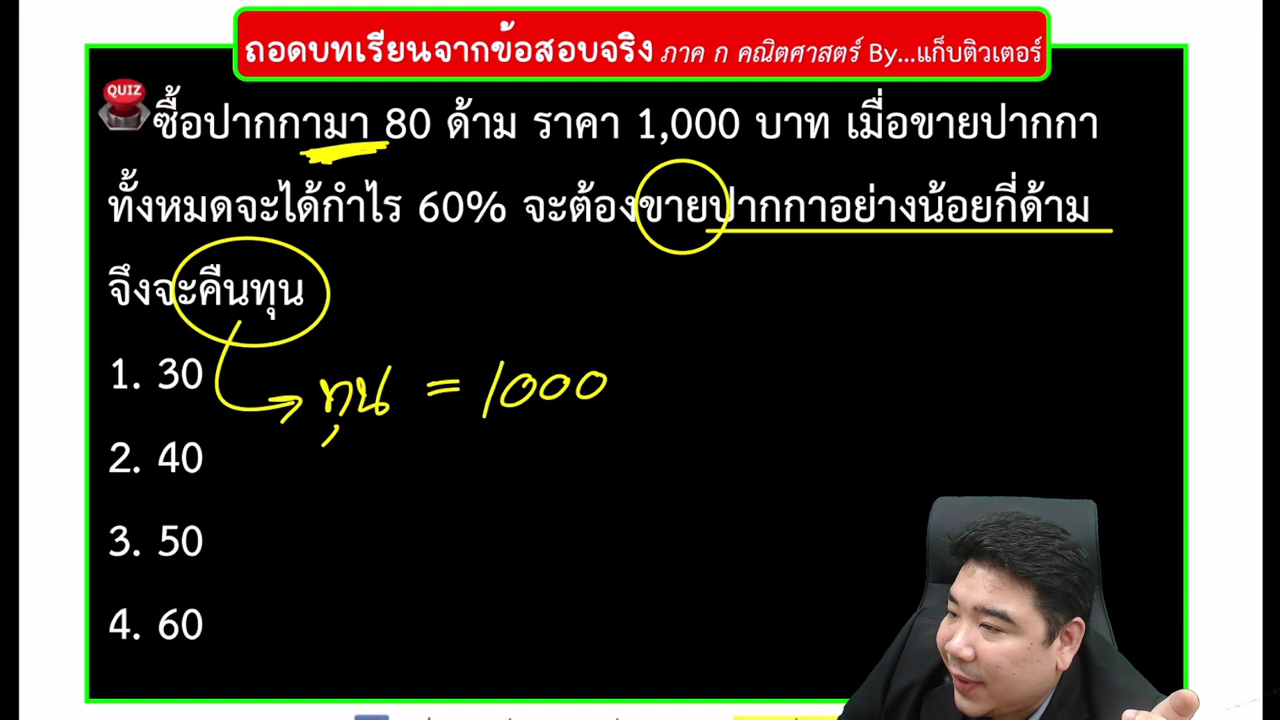 ถอดบทเรียนจากข้อสอบจริง ภาค ก คณิตศาสตร์ By...แก็บติวเตอร์
QUIZ
ซื้อปากกามา 80 ด้าม ราคา 1,000 บาท เมื่อขายปากกา
ทั้งหมดจะได้กำไร 60% จะต้องขายปากกาอย่างน้อยกี่ด้าม
จึงจะคืนทุน
1. 30
ทุน = 1000
2. 40
3. 50
4. 60